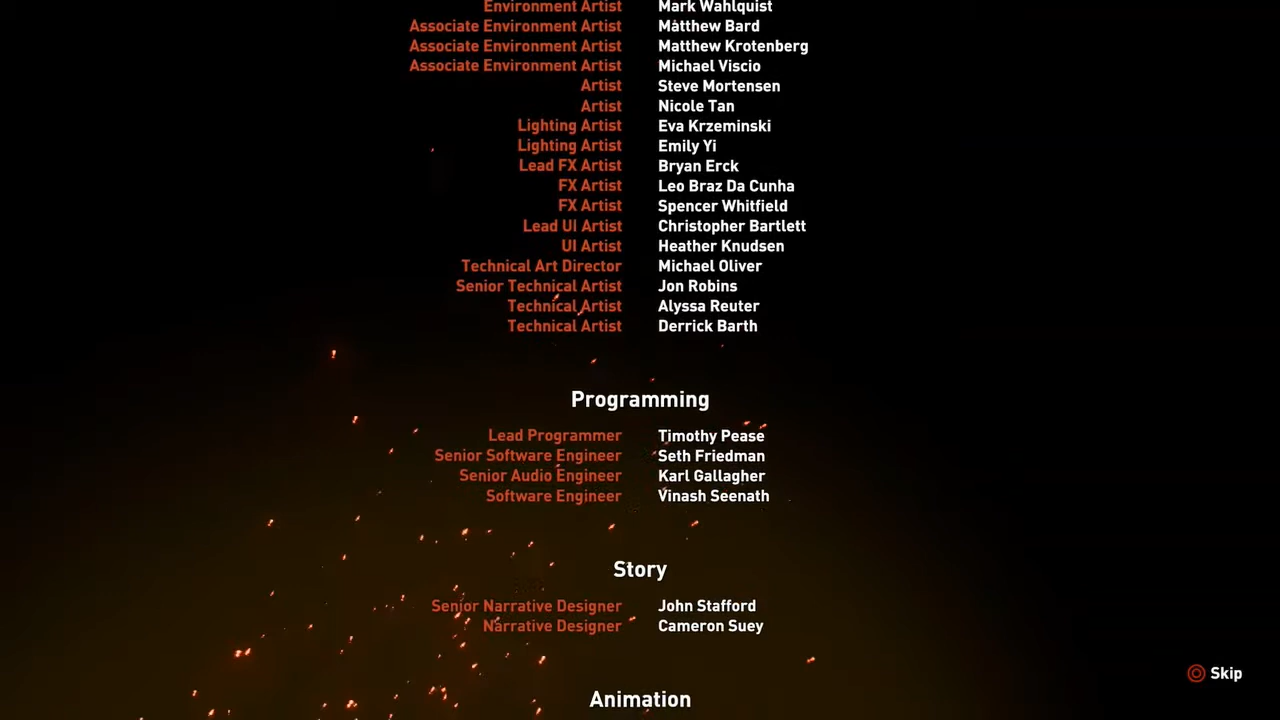 Environment Artist Mark Wahlquist
Associate Environment Artist Matthew Bard
Associate Environment Artist Matthew Krotenberg
Associate Environment Artist Michael Viscio
Artist Steve Mortensen
Artist Nicole Tan
Lighting Artist Eva Krzeminski
Lighting Artist Emily Yi
Lead FX Artist Bryan Erck
FX Artist Leo Braz Da Cunha
FX Artist Spencer Whitfield
Lead UI Artist Christopher Bartlett
UI Artist Heather Knudsen
Technical Art Director Michael Oliver
Senior Technical Artist Jon Robins
Technical Artist Alyssa Reuter
Technical Artist Derrick Barth
Programming
Lead Programmer Timothy Pease
Senior Software Engineer Seth Friedman
Senior Audio Engineer Karl Gallagher
Software Engineer Vinash Seenath
Story
Senior Narrative Designer John Stafford
Narrative Designer Cameron Suey
Skip
Animation